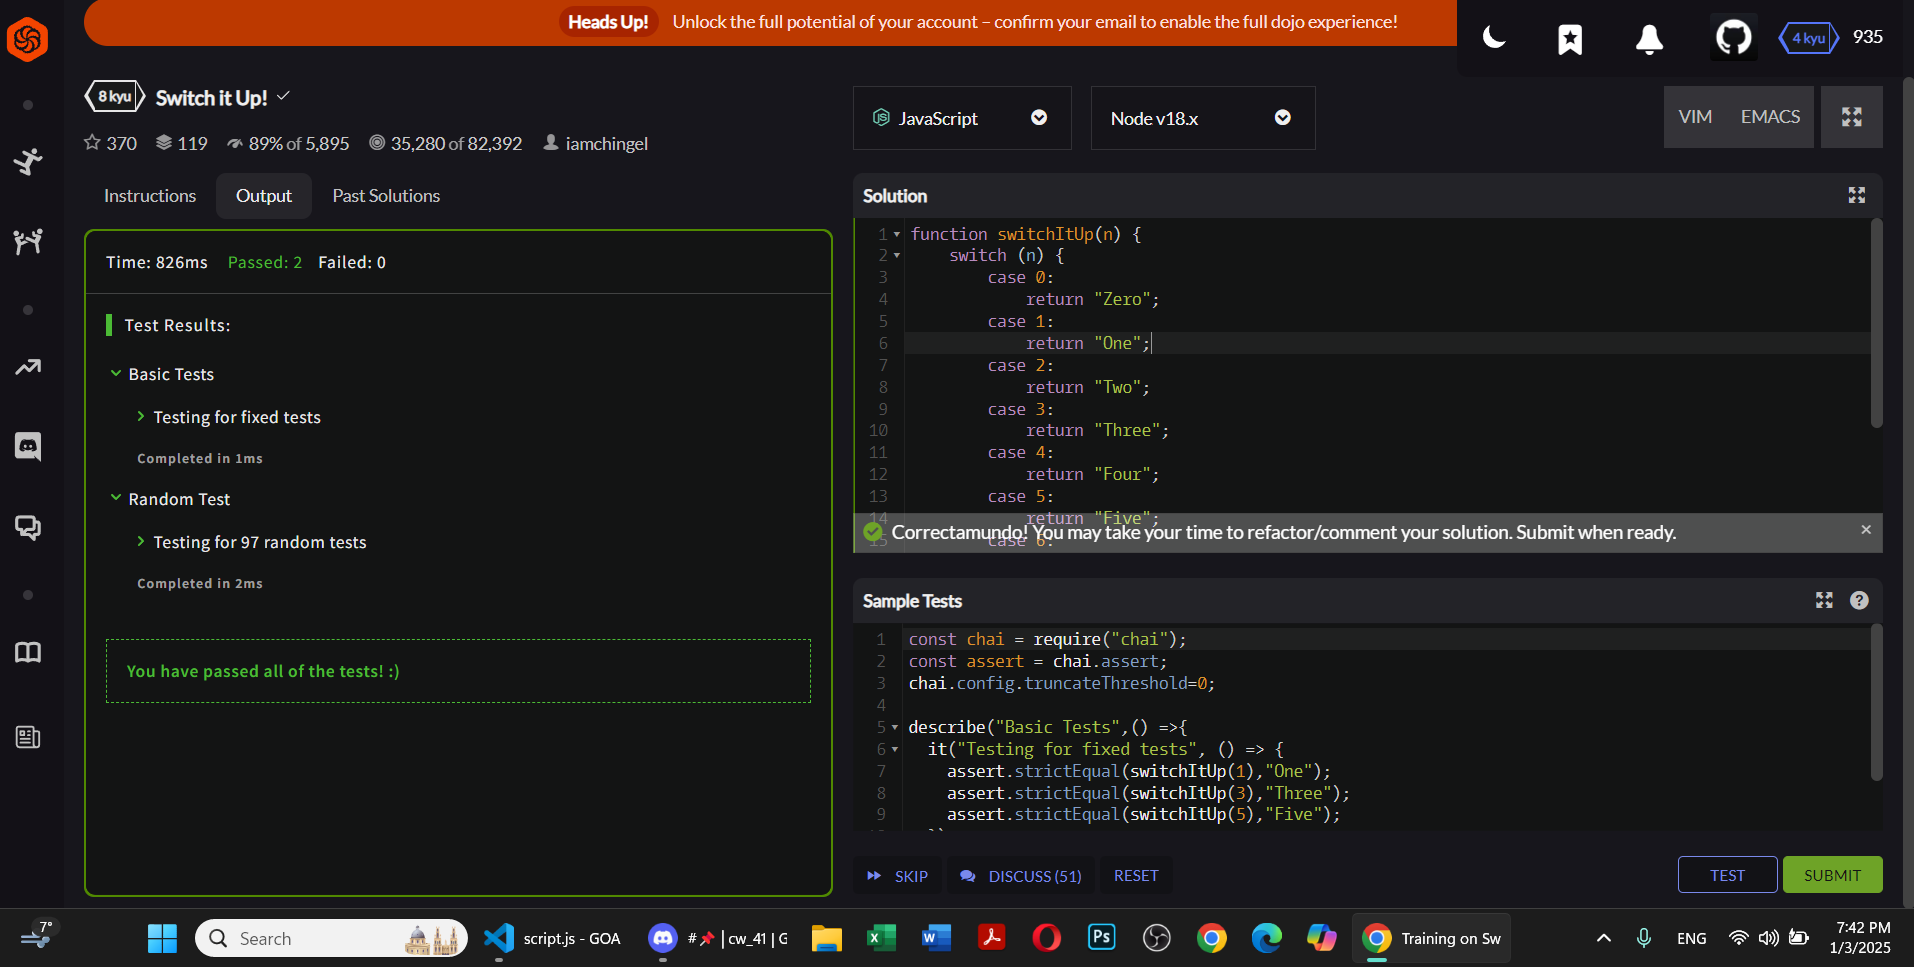 Heads Up! Unlock the full potential of your account – confirm your email to enable the full dojo experience!
4 kyu 935
8 kyu Switch it Up!
370 119 89% of 5,895 35,280 of 82,392 iamchingel
JavaScript
Node v18.x
VIM EMACS
Instructions Output Past Solutions
Time: 826ms Passed: 2 Failed: 0
Test Results:
Basic Tests
Testing for fixed tests
Completed in 1ms
Random Test
Testing for 97 random tests
Completed in 2ms
You have passed all of the tests! :)
Solution
1 function switchItUp(n) {
2 switch (n) {
3 case 0:
4 return "Zero";
5 case 1:
6 return "One";
7 case 2:
8 return "Two";
9 case 3:
10 return "Three";
11 case 4:
12 return "Four";
13 case 5:
14 return "Five";
Correctamundo! You may take your time to refactor/comment your solution. Submit when ready.
15 case 6:
Sample Tests
1 const chai = require("chai");
2 const assert = chai.assert;
3 chai.config.truncateThreshold=0;
4
5 describe("Basic Tests",() =>{
6 it("Testing for fixed tests", () => {
7 assert.strictEqual(switchItUp(1),"One");
8 assert.strictEqual(switchItUp(3),"Three");
9 assert.strictEqual(switchItUp(5),"Five");
SKIP DISCUSS (51) RESET
TEST SUBMIT
7°
Search
script.js - GOA
# | cw_41 | G
Ps
Training on Sw
ENG
7:42 PM
1/3/2025